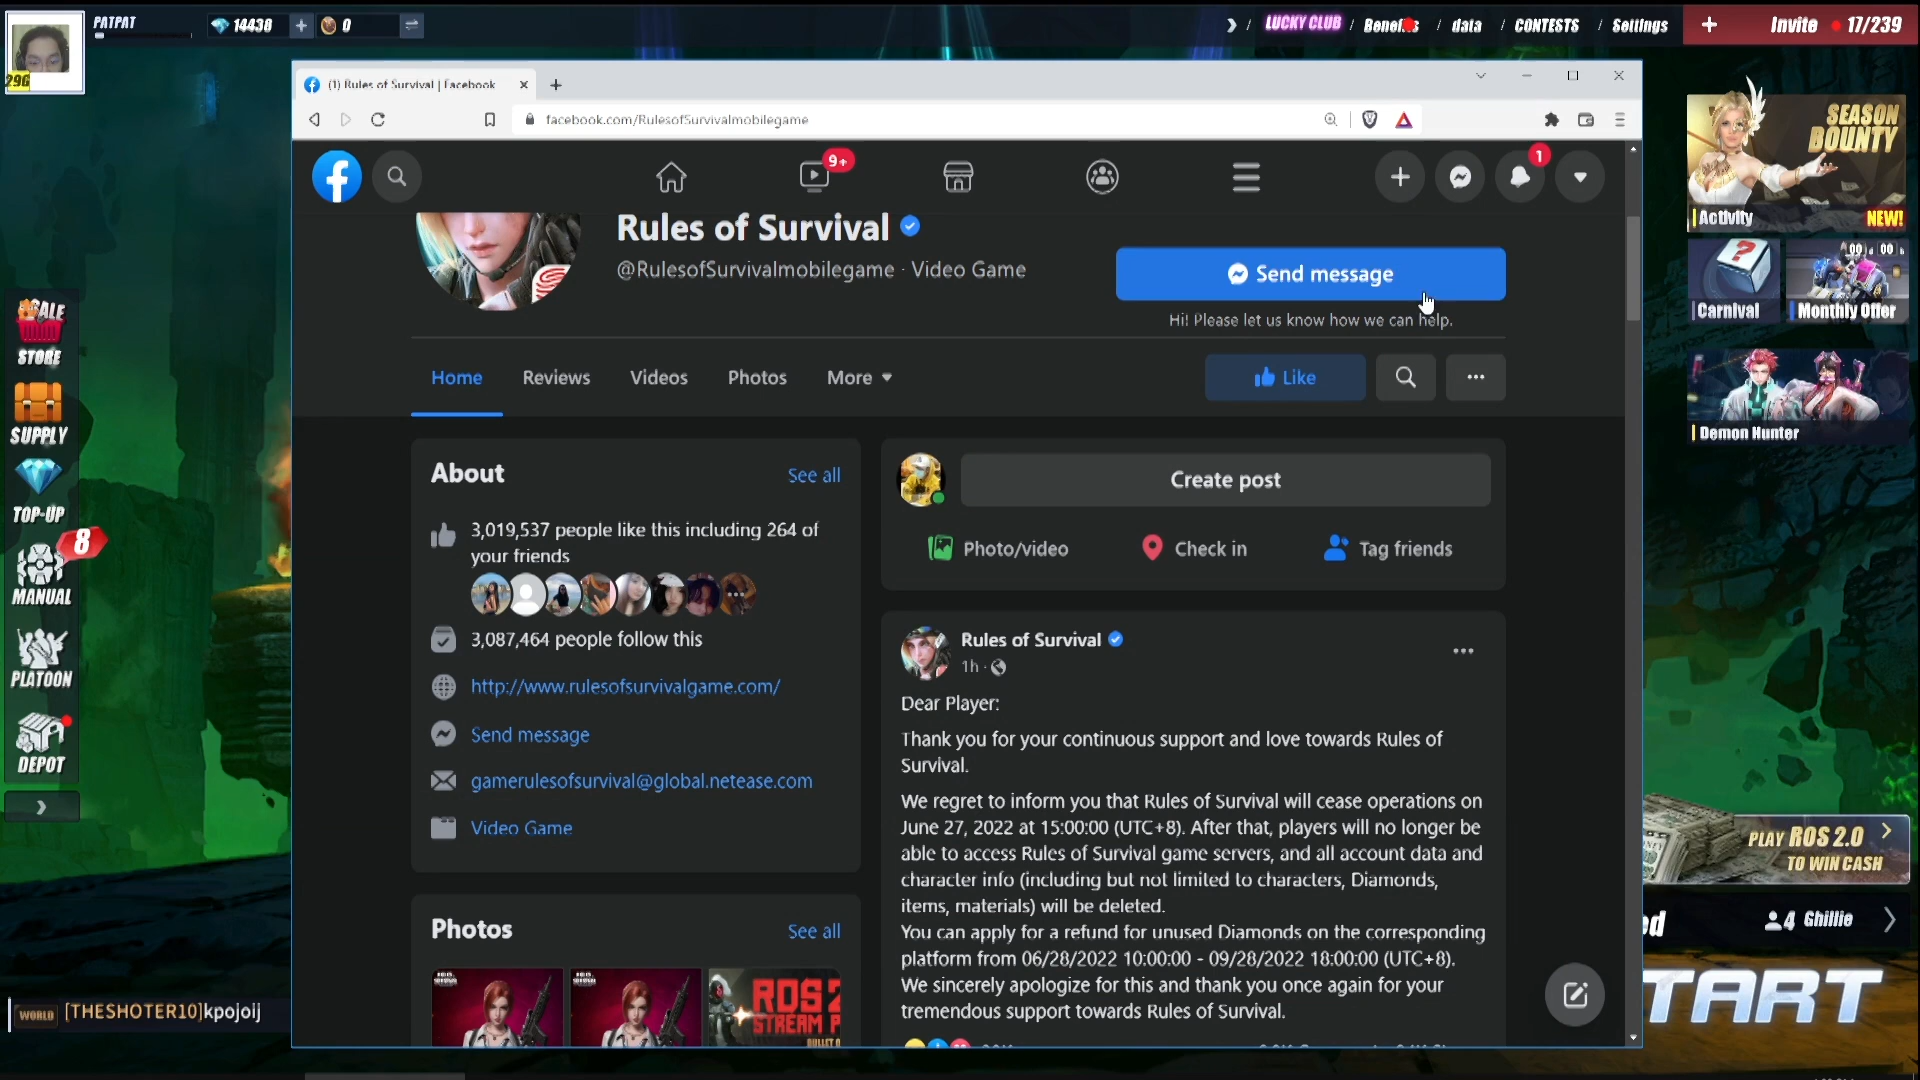 PATPAT
14430
0
LUCKY CLUB / Benefits / data / CONTESTS / Settings
Invite 17/239
296
(1) Rules of Survival | Facebook
facebook.com/RulesofSurvivalmobilegame
9+
1
Rules of Survival
@RulesofSurvivalmobilegame · Video Game
Send message
Hi! Please let us know how we can help.
Home Reviews Videos Photos More
Like
About See all
3,019,537 people like this including 264 of
your friends
3,087,464 people follow this
http://www.rulesofsurvivalgame.com/
Send message
gamerulesofsurvival@global.netease.com
Video Game
Photos See all
Create post
Photo/video Check in Tag friends
Rules of Survival
1h ·
Dear Player:
Thank you for your continuous support and love towards Rules of
Survival.
We regret to inform you that Rules of Survival will cease operations on
June 27, 2022 at 15:00:00 (UTC+8). After that, players will no longer be
able to access Rules of Survival game servers, and all account data and
character info (including but not limited to characters, Diamonds,
items, materials) will be deleted.
You can apply for a refund for unused Diamonds on the corresponding
platform from 06/28/2022 10:00:00 - 09/28/2022 18:00:00 (UTC+8).
We sincerely apologize for this and thank you once again for your
tremendous support towards Rules of Survival.
SALE
STORE
SUPPLY
TOP-UP
8
MANUAL
PLATOON
DEPOT
WORLD [THESHOTER10]kpojoij
SEASON
BOUNTY
Activity NEW!
Carnival
Monthly Offer
Demon Hunter
PLAY ROS 2.0
TO WIN CASH
4 Ghillie
TART